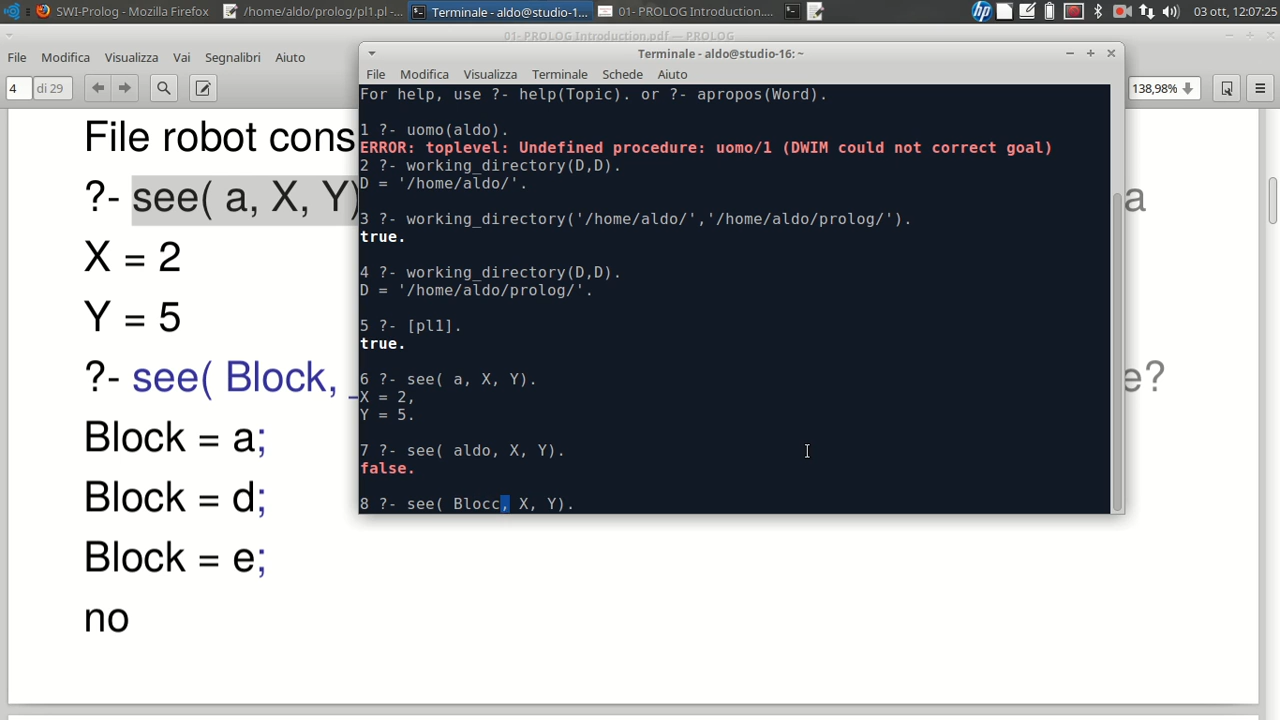 SWI-Prolog - Mozilla Firefox
/home/aldo/prolog/pl1.pl -...
Terminale - aldo@studio-1...
01- PROLOG Introduction....
03 ott, 12:07:25
01- PROLOG Introduction.pdf — PROLOG
File Modifica Visualizza Vai Segnalibri Aiuto
4 di 29
138,98%
File robot cons
?- see( a, X, Y)
a
X = 2
Y = 5
?- see( Block, _
e?
Block = a;
Block = d;
Block = e;
no
Terminale - aldo@studio-16: ~
File Modifica Visualizza Terminale Schede Aiuto
For help, use ?- help(Topic). or ?- apropos(Word).
1 ?- uomo(aldo).
ERROR: toplevel: Undefined procedure: uomo/1 (DWIM could not correct goal)
2 ?- working_directory(D,D).
D = '/home/aldo/'.
3 ?- working_directory('/home/aldo/','/home/aldo/prolog/').
true.
4 ?- working_directory(D,D).
D = '/home/aldo/prolog/'.
5 ?- [pl1].
true.
6 ?- see( a, X, Y).
X = 2,
Y = 5.
7 ?- see( aldo, X, Y).
false.
8 ?- see( Blocc, X, Y).